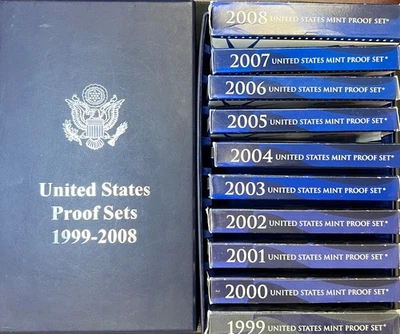 United States
Proof Sets
1999-2008
2008 UNITED STATES MINT PROOF SET*
2007 UNITED STATES MINT PROOF SET*
2006 UNITED STATES MINT PROOF SET*
2005 UNITED STATES MINT PROOF SET*
2004 UNITED STATES MINT PROOF SET*
2003 UNITED STATES MINT PROOF SET*
2002 UNITED STATES MINT PROOF SET*
2001 UNITED STATES MINT PROOF SET*
2000 UNITED STATES MINT PROOF SET*
1999 UNITED STATES MINT PROOF SET*